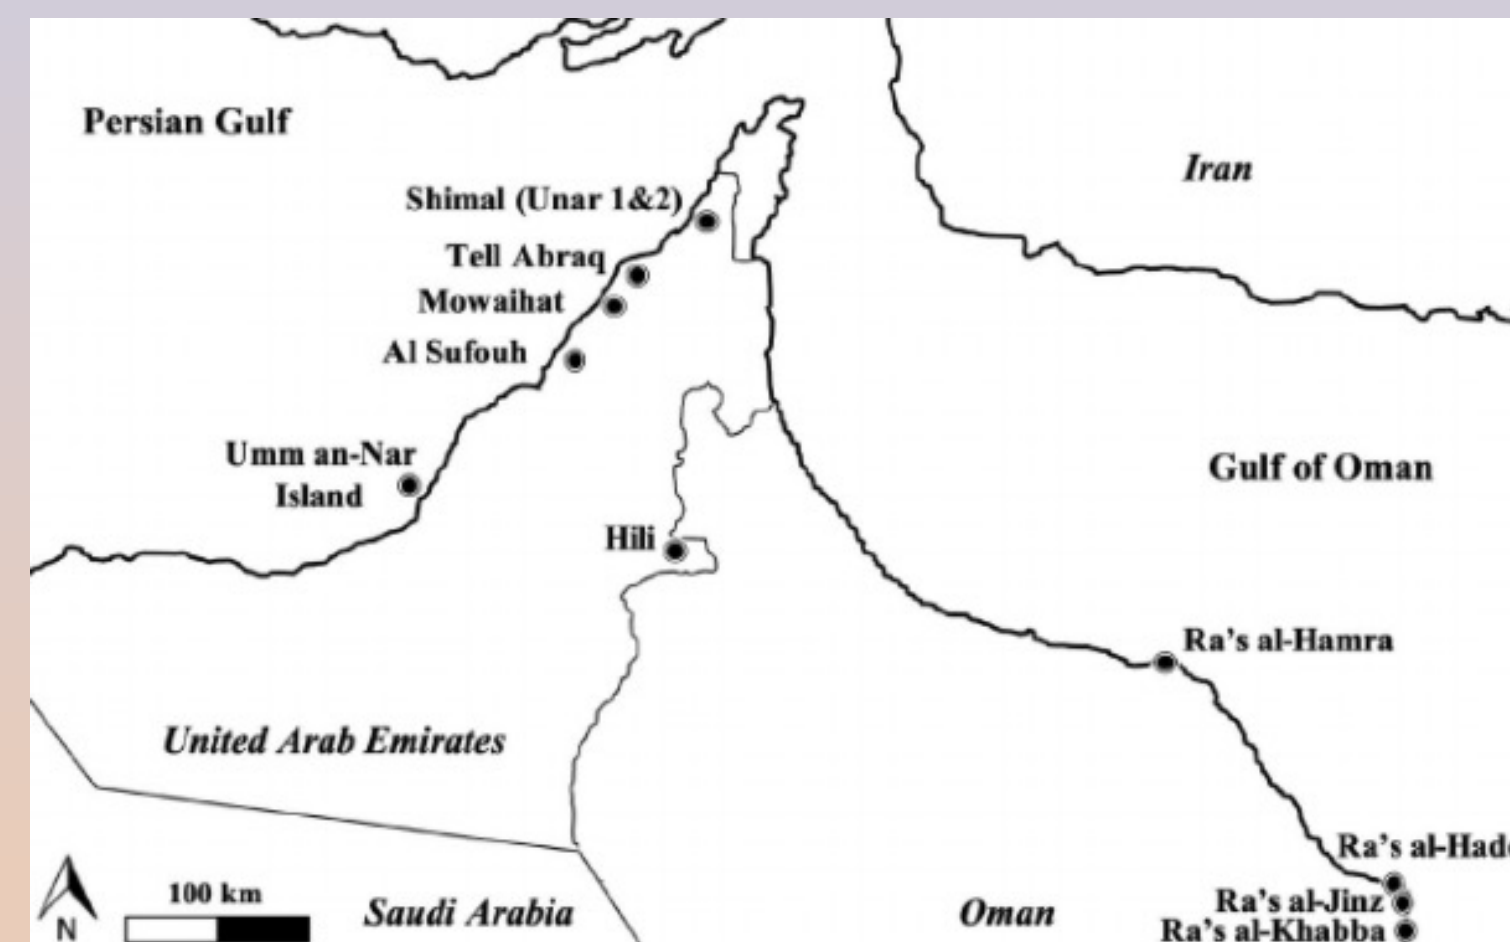 Persian Gulf
Iran
Shimal (Unar 1&2)
Tell Abraq
Mowaihat
Al Sufouh
Umm an-Nar
Island
Gulf of Oman
Hili
Ra's al-Hamra
United Arab Emirates
Ra's
Ra's al-Jinz
Ra's al-Khabba
100 km
Saudi Arabia
Oman
N